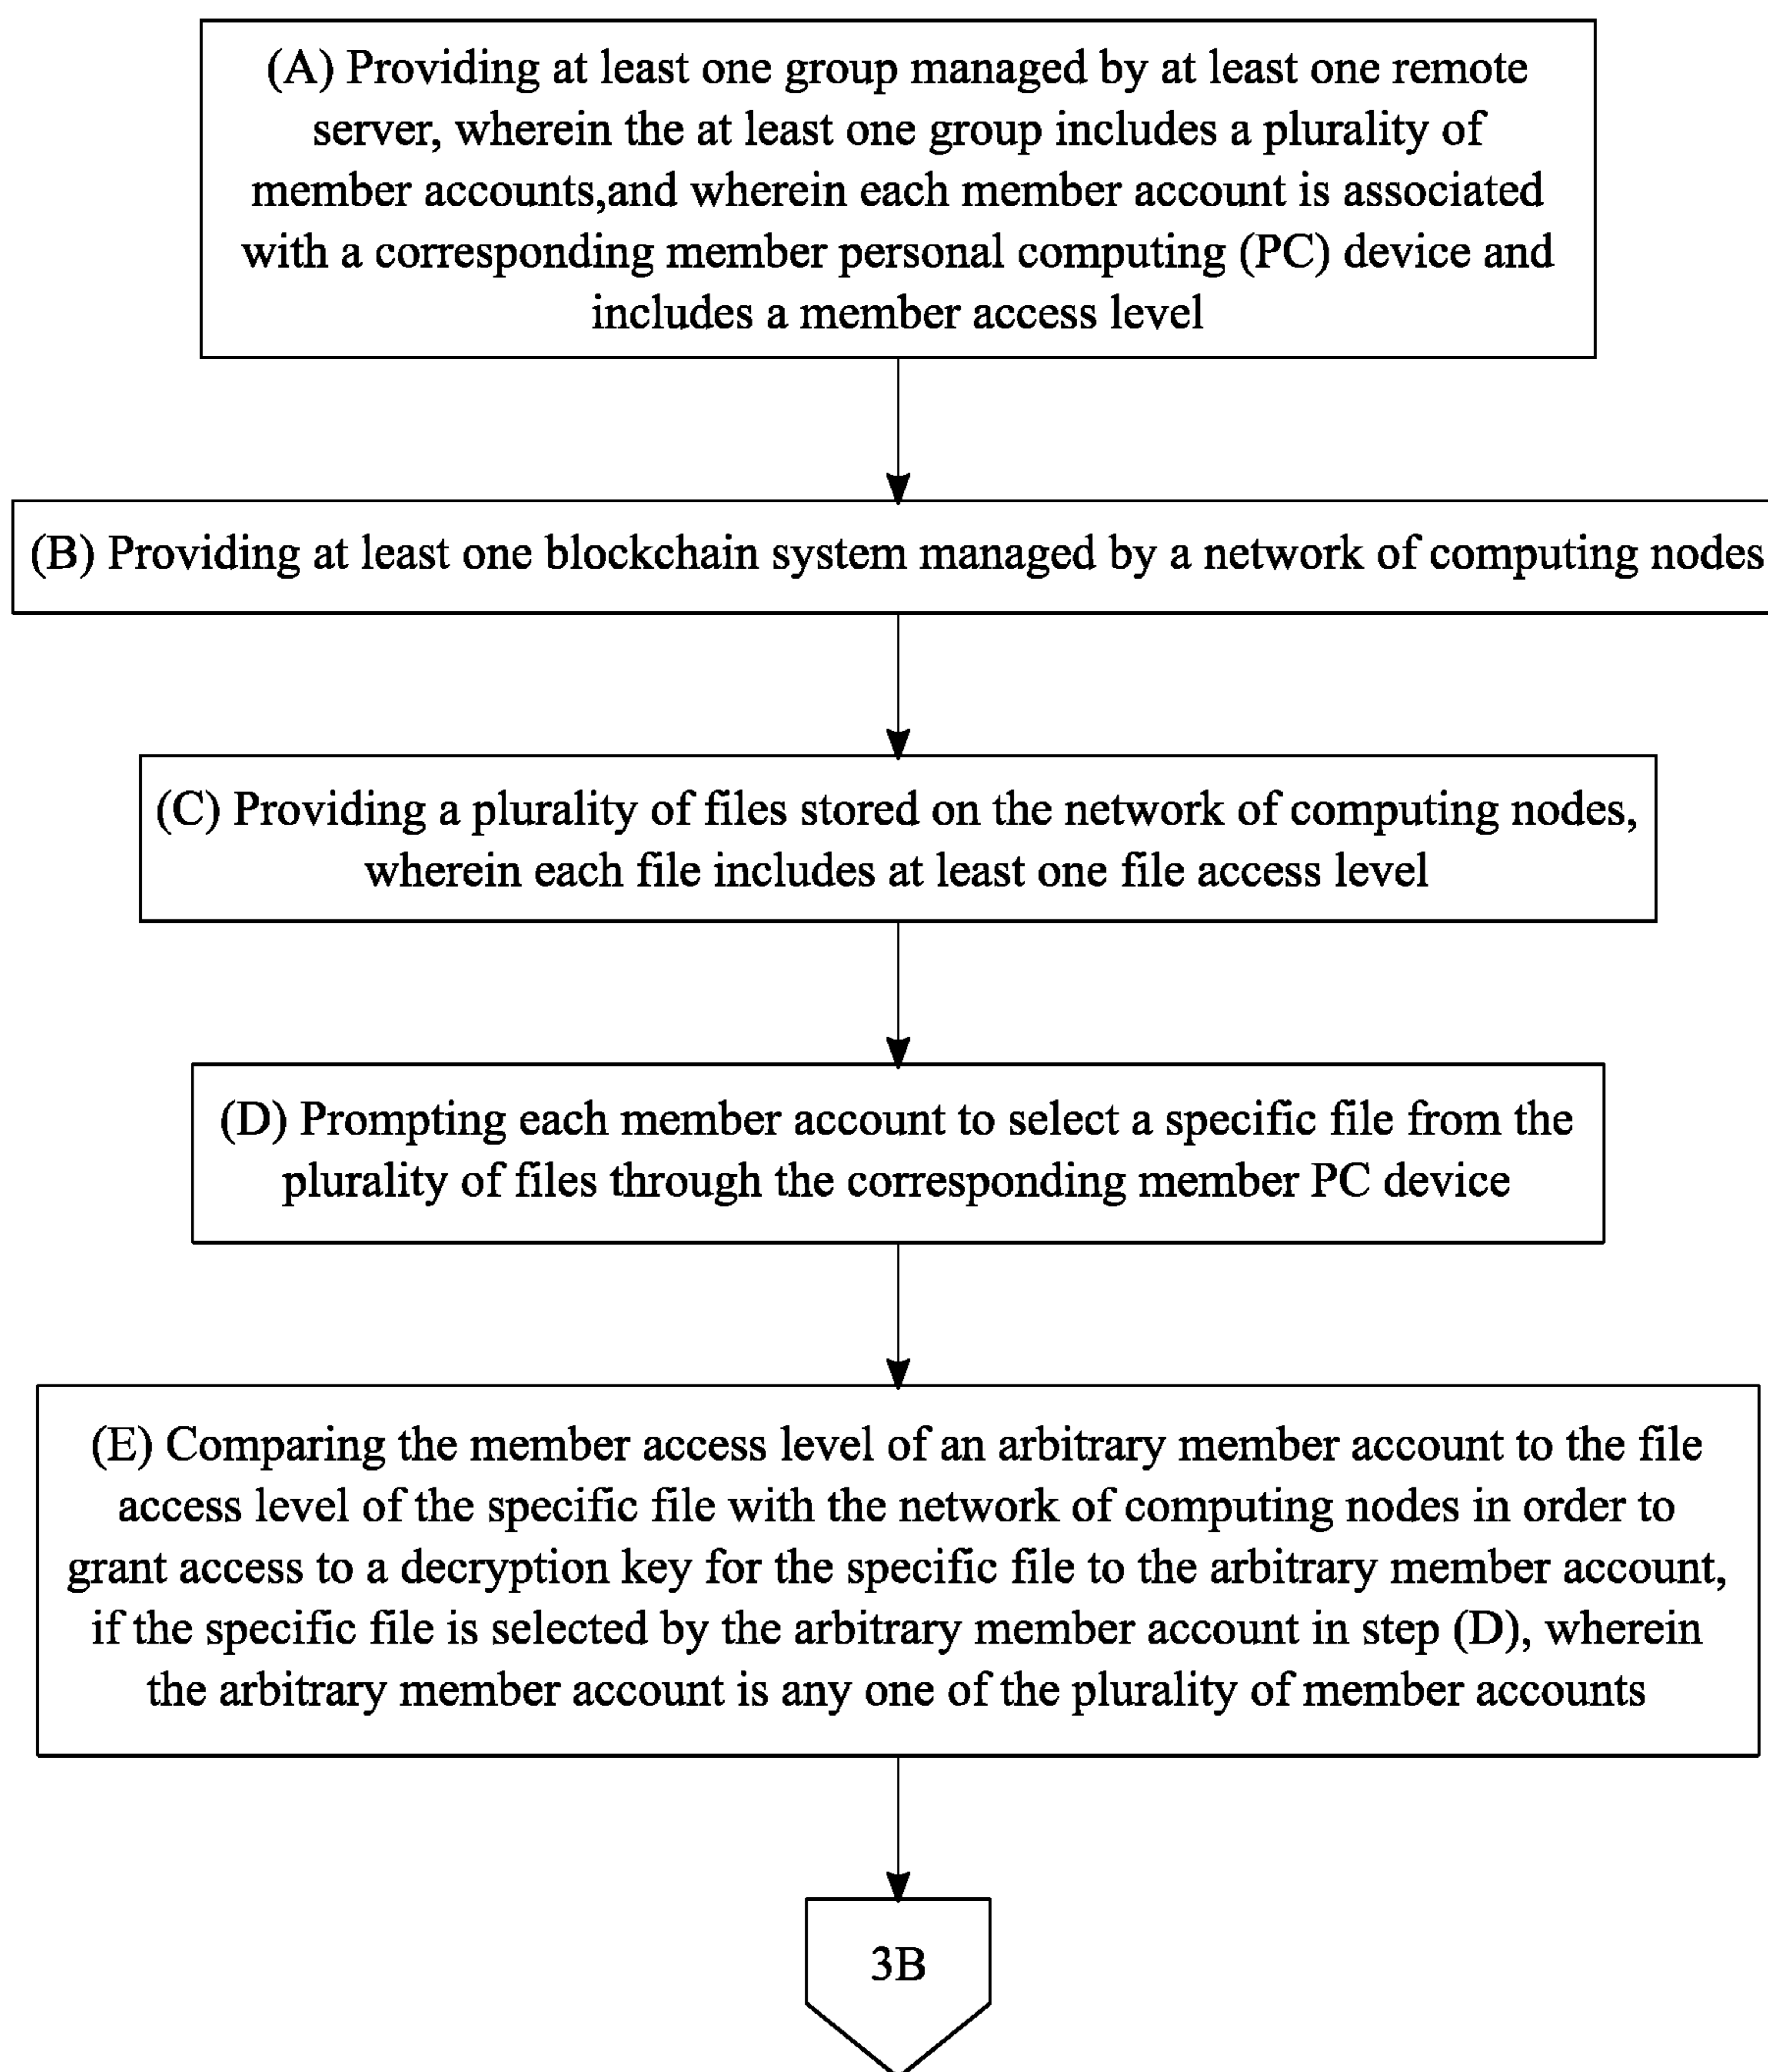 (A) Providing at least one group managed by at least one remote
server, wherein the at least one group includes a plurality of
member accounts,and wherein each member account is associated
with a corresponding member personal computing (PC) device and
includes a member access level
(B) Providing at least one blockchain system managed by a network of computing nodes
(C) Providing a plurality of files stored on the network of computing nodes,
wherein each file includes at least one file access level
(D) Prompting each member account to select a specific file from the
plurality of files through the corresponding member PC device
(E) Comparing the member access level of an arbitrary member account to the file
access level of the specific file with the network of computing nodes in order to
grant access to a decryption key for the specific file to the arbitrary member account,
if the specific file is selected by the arbitrary member account in step (D), wherein
the arbitrary member account is any one of the plurality of member accounts
3B